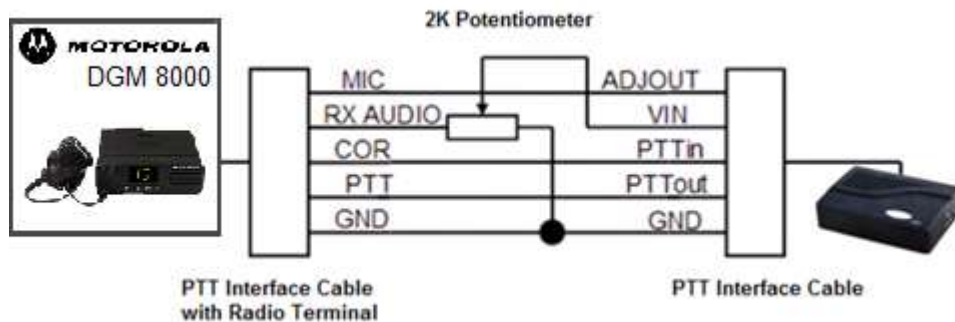 2K Potentiometer
MOTOROLA
DGM 8000
MIC
ADJOUT
RX AUDIO
VIN
COR
PTTin
PTT
PTTout
GND
GND
PTT Interface Cable
with Radio Terminal
PTT Interface Cable